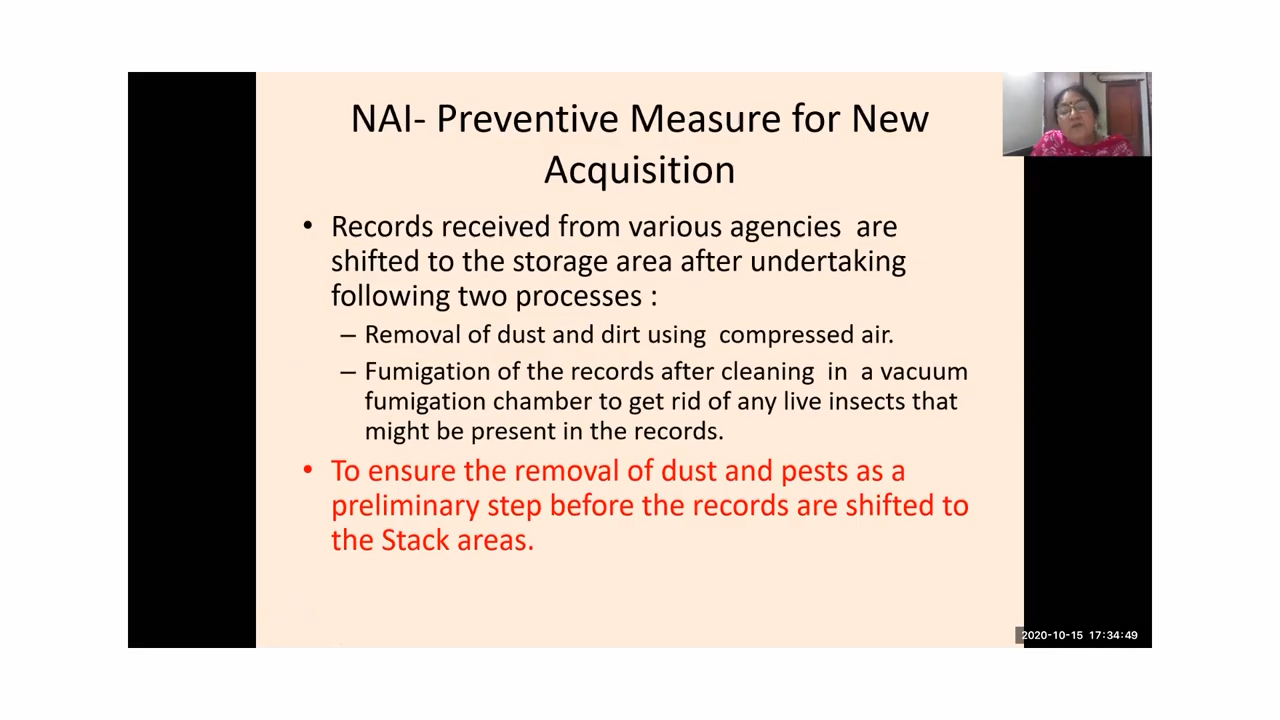 NAI- Preventive Measure for New
Acquisition
• Records received from various agencies  are
shifted to the storage area after undertaking
following two processes :
– Removal of dust and dirt using  compressed air.
– Fumigation of the records after cleaning  in  a vacuum
fumigation chamber to get rid of any live insects that
might be present in the records.
• To ensure the removal of dust and pests as a
preliminary step before the records are shifted to
the Stack areas.
2020-10-15 17:34:49